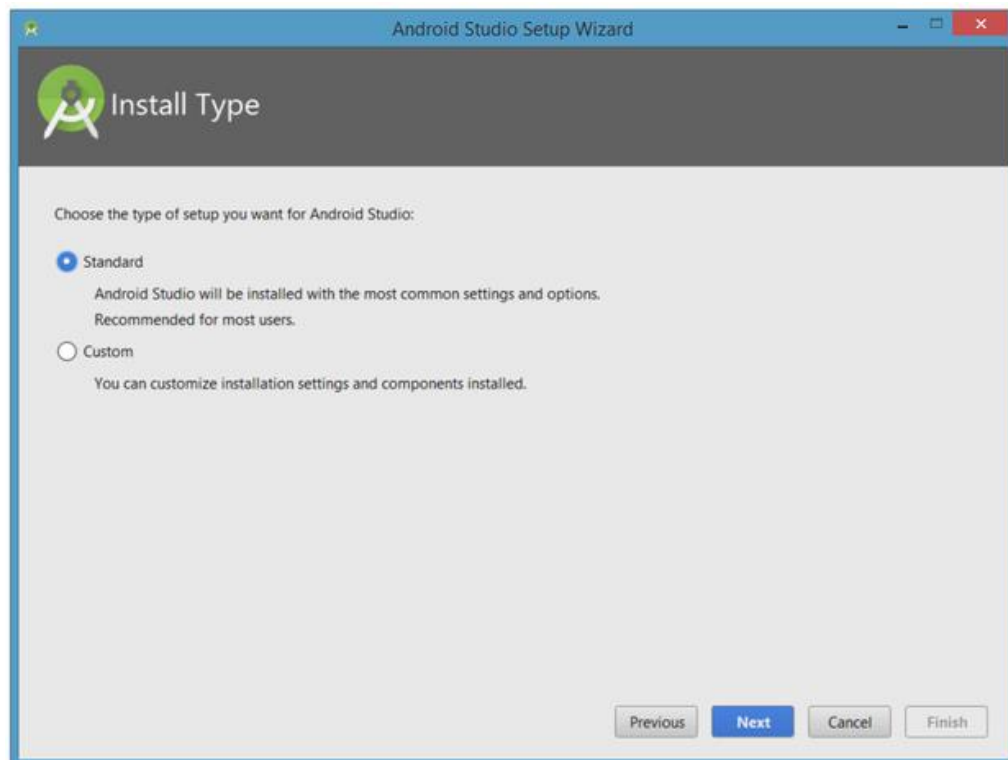 Android Studio Setup Wizard
Install Type
Choose the type of setup you want for Android Studio:
Standard
Android Studio will be installed with the most common settings and options.
Recommended for most users.
Custom
You can customize installation settings and components installed.
Previous Next Cancel Finish